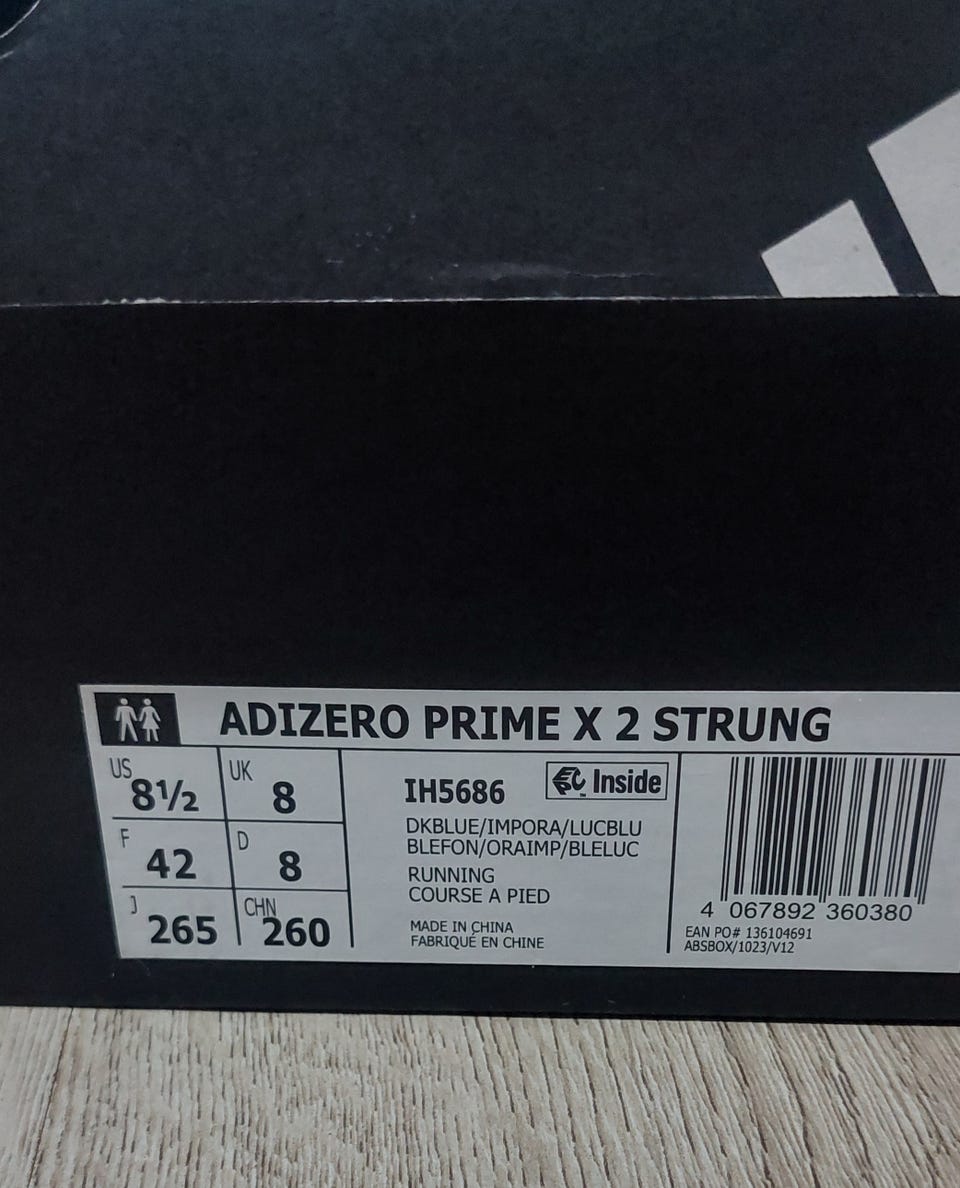 ADIZERO PRIME X 2 STRUNG
US 8½ UK 8
F 42 D 8
J 265 CHN 260
IH5686 Inside
DKBLUE/IMPORA/LUCBLU
BLEFON/ORAIMP/BLELUC
RUNNING
COURSE A PIED
MADE IN CHINA
FABRIQUÉ EN CHINE
4 067892 360380
EAN PO# 136104691
ABSBOX/1023/V12